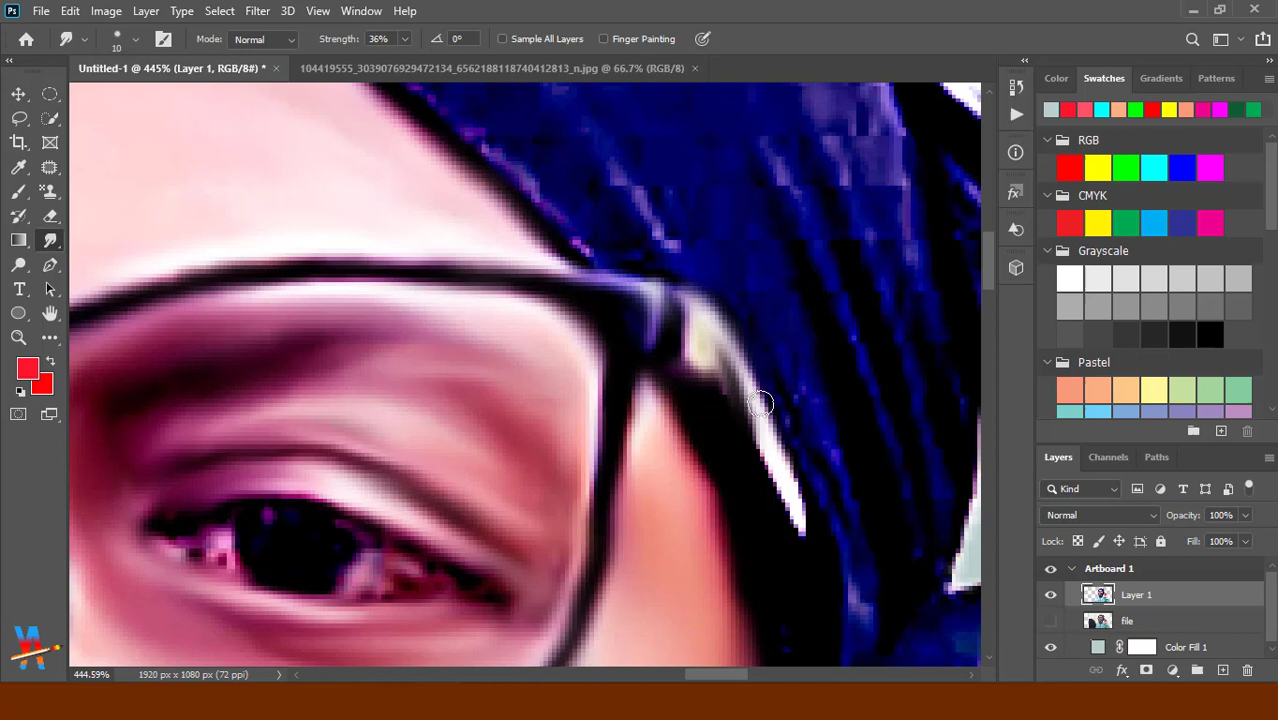 Ps File Edit Image Layer Type Select Filter 3D View Window Help
10 Mode: Normal Strength: 36% 0° Sample All Layers Finger Painting
Untitled-1 @ 445% (Layer 1, RGB/8#) * × 104419555_3039076929472134_6562188118740412813_n.jpg @ 66.7% (RGB/8) ×
Color Swatches Gradients Patterns
RGB
CMYK
Grayscale
Pastel
Layers Channels Paths
Kind
Normal Opacity: 100%
Lock: Fill: 100%
Artboard 1
Layer 1
file
Color Fill 1
444.59% 1920 px x 1080 px (72 ppi)